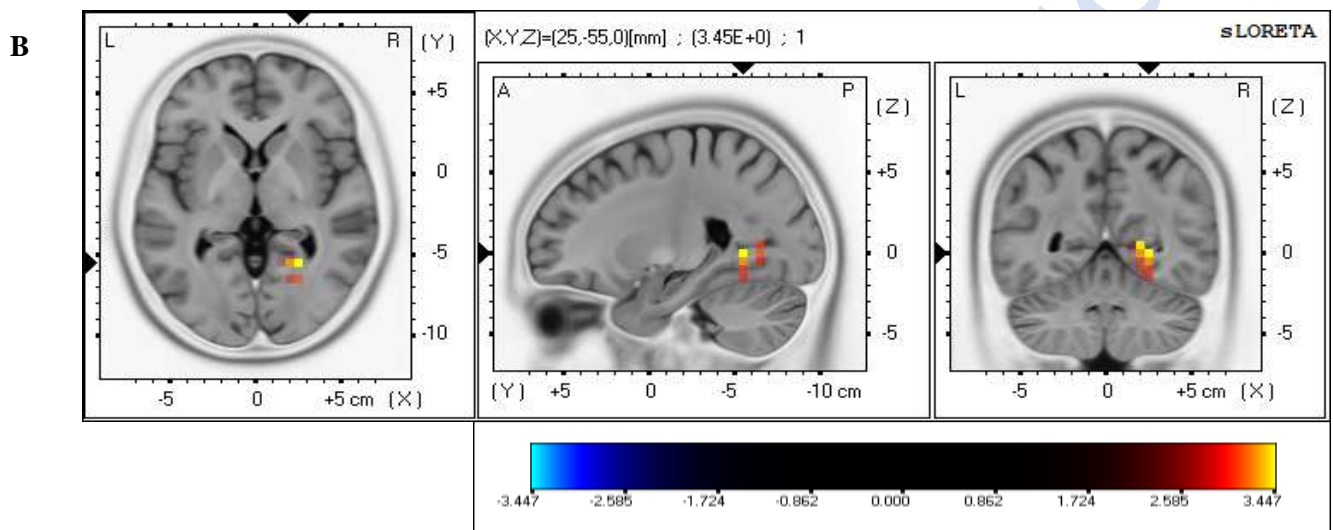 B
L R (Y)
+5
0
-5
-10
-5 0 +5 cm (X)
(X,Y,Z)=(25,-55,0)[mm] ; (3.45E+0) ; 1
sLORETA
A P (Z)
+5
0
-5
(Y) +5 0 -5 -10 cm
L R (Z)
+5
0
-5
-5 0 +5 cm (X)
-3.447 -2.585 -1.724 -0.862 0.000 0.862 1.724 2.585 3.447